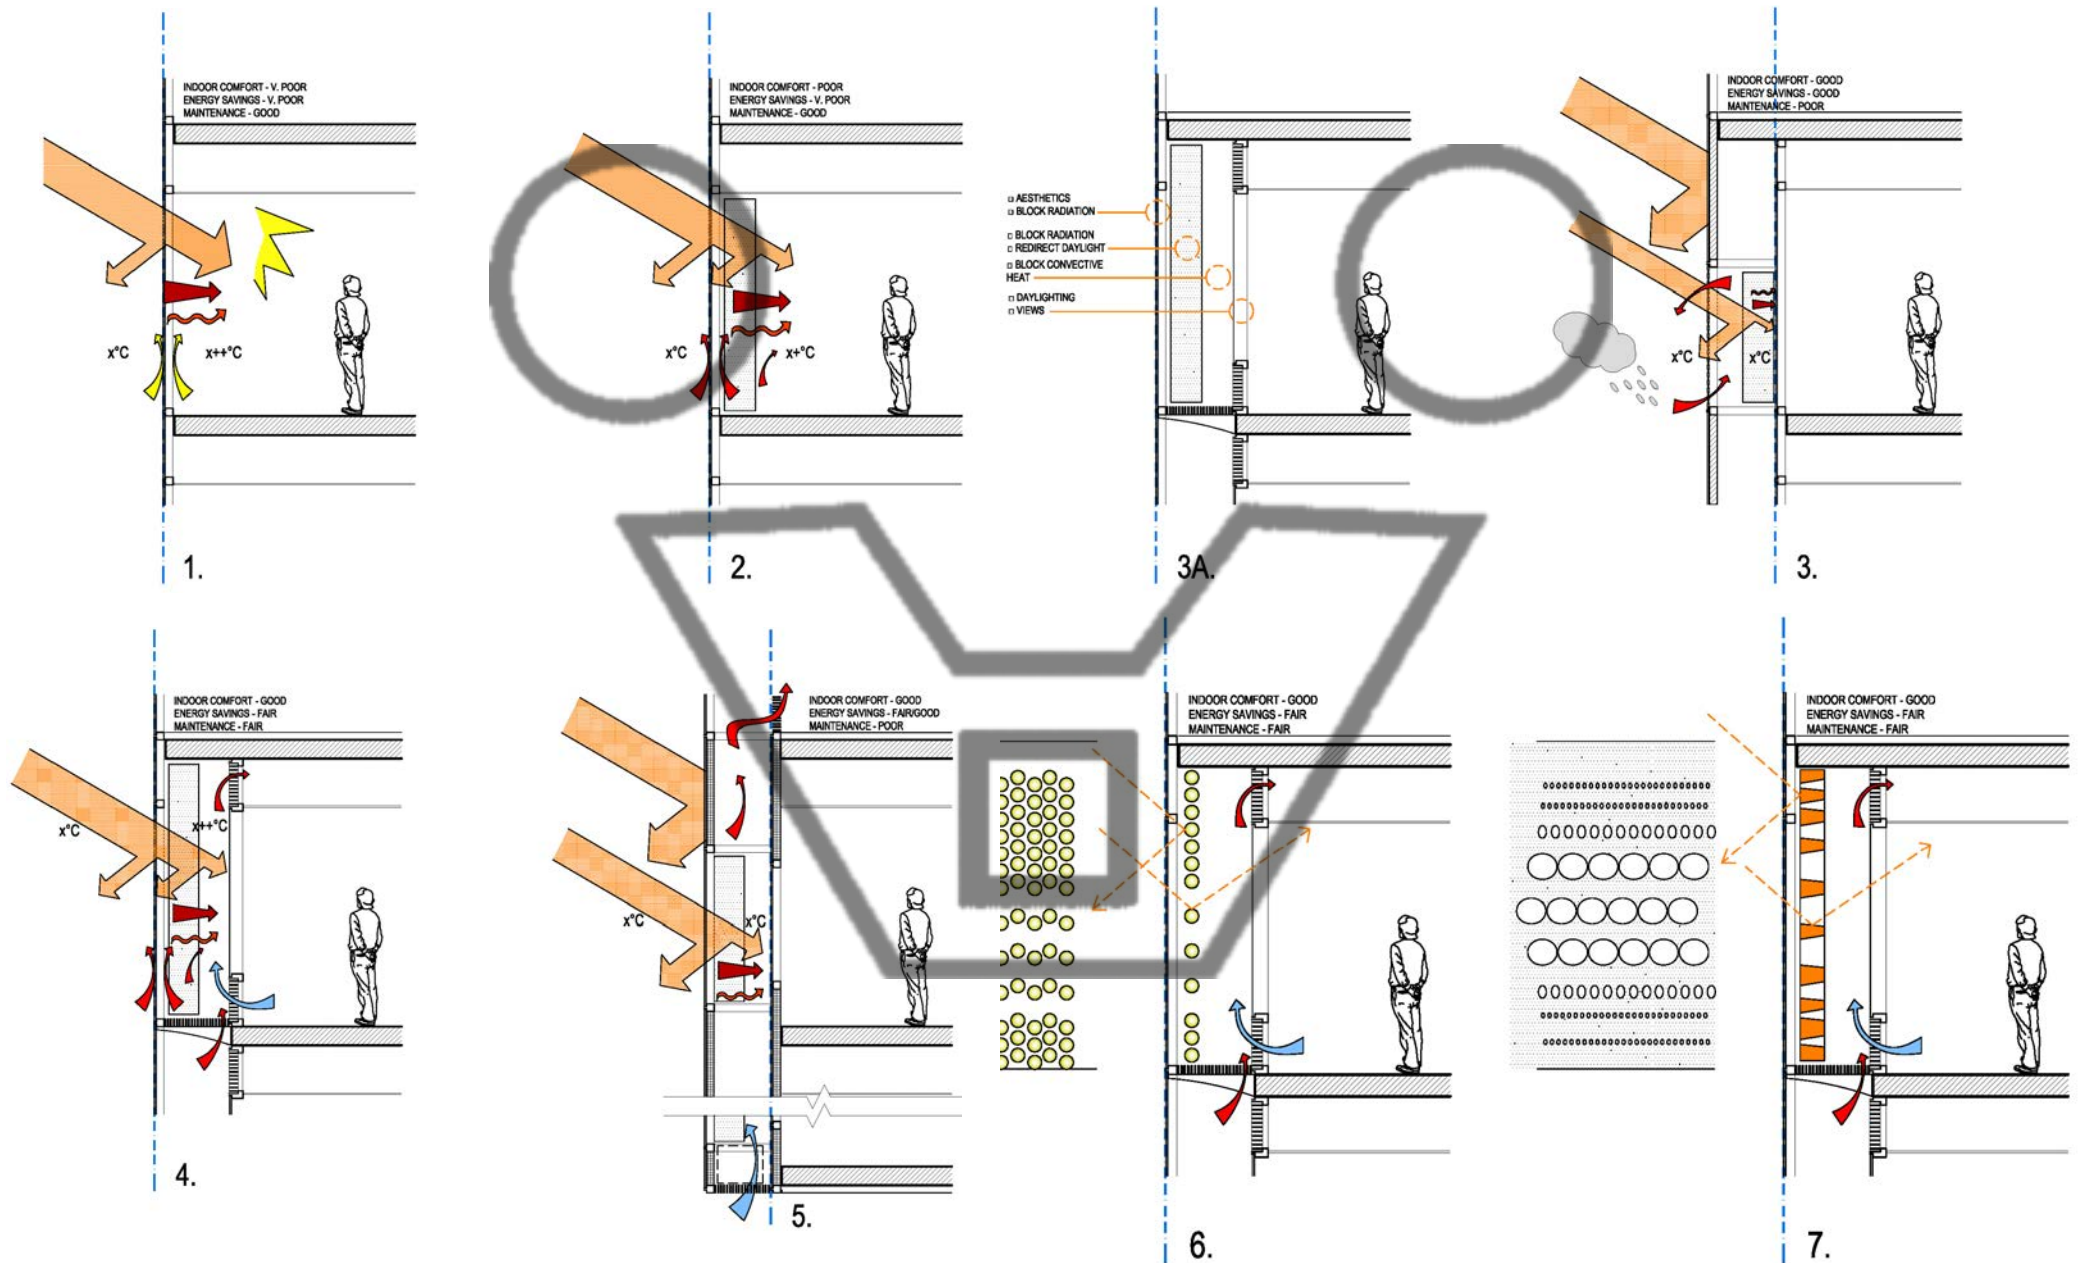 INDOOR COMFORT - V. POOR
ENERGY SAVINGS - V. POOR
MAINTENANCE - GOOD
x°C
x++°C
1.
INDOOR COMFORT - POOR
ENERGY SAVINGS - V. POOR
MAINTENANCE - GOOD
x°C
x+°C
2.
AESTHETICS
BLOCK RADIATION
BLOCK RADIATION
REDIRECT DAYLIGHT
BLOCK CONVECTIVE
HEAT
DAYLIGHTING
VIEWS
3A.
INDOOR COMFORT - GOOD
ENERGY SAVINGS - GOOD
MAINTENANCE - POOR
x°C
x°C
3.
INDOOR COMFORT - GOOD
ENERGY SAVINGS - FAIR
MAINTENANCE - FAIR
x°C
x++°C
4.
INDOOR COMFORT - GOOD
ENERGY SAVINGS - FAIR/GOOD
MAINTENANCE - POOR
x°C
x°C
5.
INDOOR COMFORT - GOOD
ENERGY SAVINGS - FAIR
MAINTENANCE - FAIR
6.
INDOOR COMFORT - GOOD
ENERGY SAVINGS - FAIR
MAINTENANCE - FAIR
7.